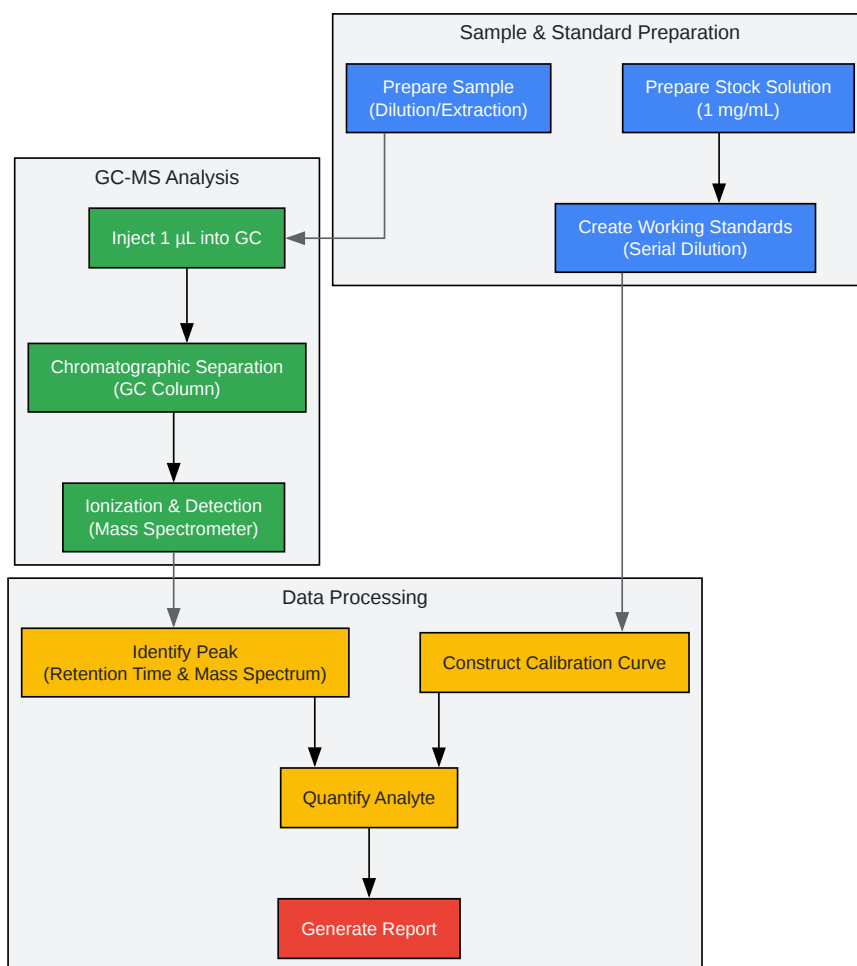 Sample & Standard Preparation
Prepare Sample
(Dilution/Extraction)
Prepare Stock Solution
(1 mg/mL)
Create Working Standards
(Serial Dilution)
GC-MS Analysis
Inject 1 µL into GC
Chromatographic Separation
(GC Column)
Ionization & Detection
(Mass Spectrometer)
Data Processing
Identify Peak
(Retention Time & Mass Spectrum)
Construct Calibration Curve
Quantify Analyte
Generate Report